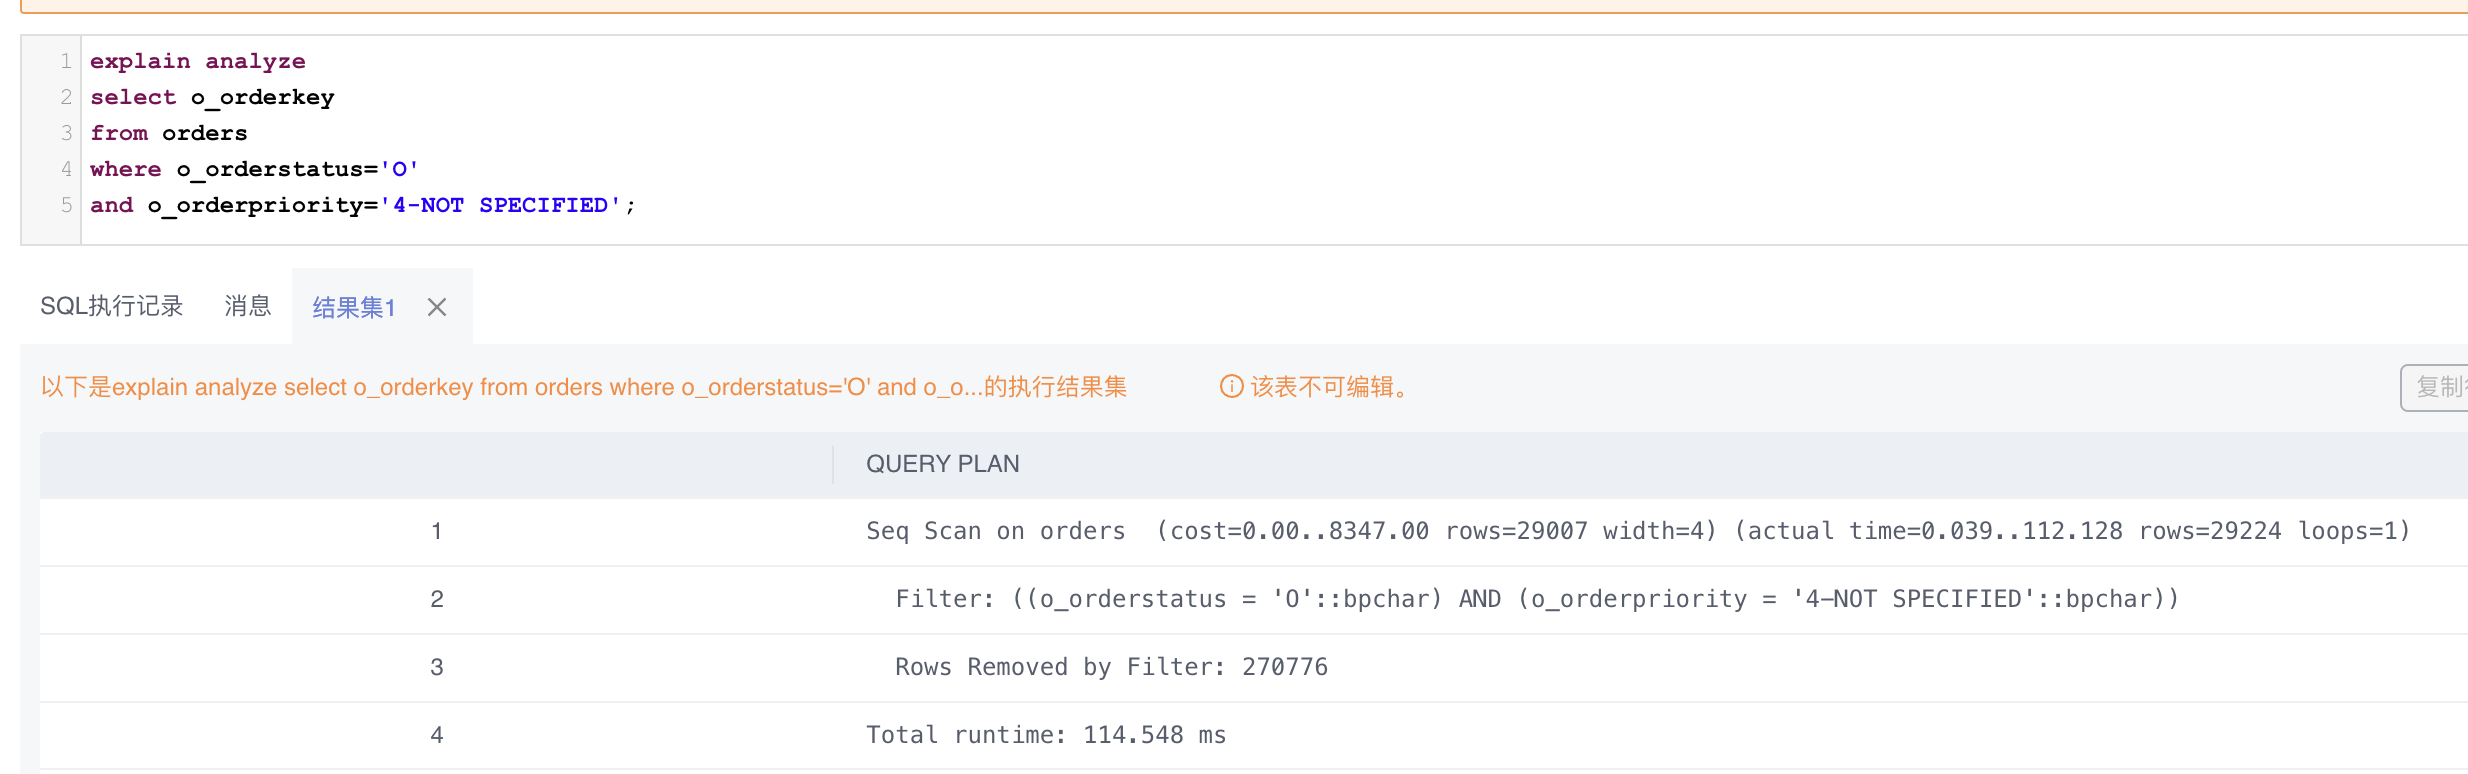 1 explain analyze
2 select o_orderkey
3 from orders
4 where o_orderstatus='O'
5 and o_orderpriority='4-NOT SPECIFIED';
SQL执行记录 消息 结果集1
以下是explain analyze select o_orderkey from orders where o_orderstatus='O' and o_o...的执行结果集 该表不可编辑。 复制
QUERY PLAN
1 Seq Scan on orders  (cost=0.00..8347.00 rows=29007 width=4) (actual time=0.039..112.128 rows=29224 loops=1)
2 Filter: ((o_orderstatus = 'O'::bpchar) AND (o_orderpriority = '4-NOT SPECIFIED'::bpchar))
3 Rows Removed by Filter: 270776
4 Total runtime: 114.548 ms